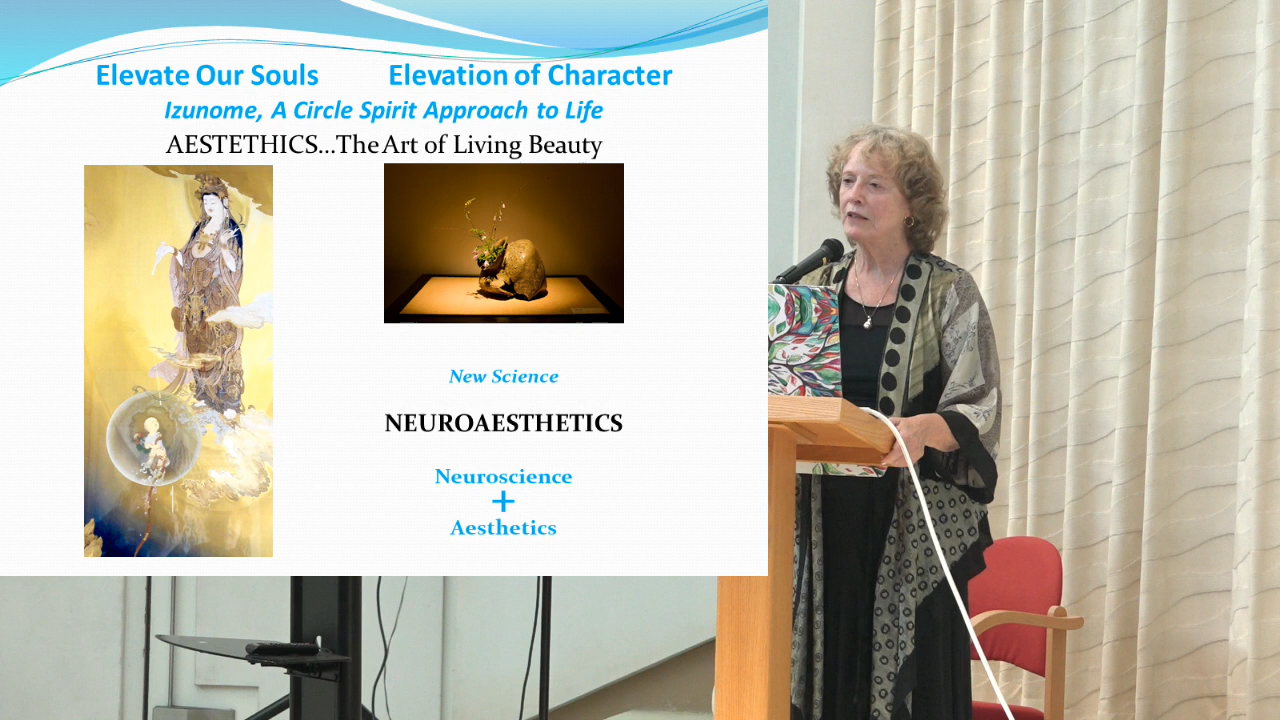 Elevate Our Souls Elevation of Character
Izunome, A Circle Spirit Approach to Life
AESTETHICS...The Art of Living Beauty
New Science
NEUROAESTHETICS
Neuroscience
+
Aesthetics